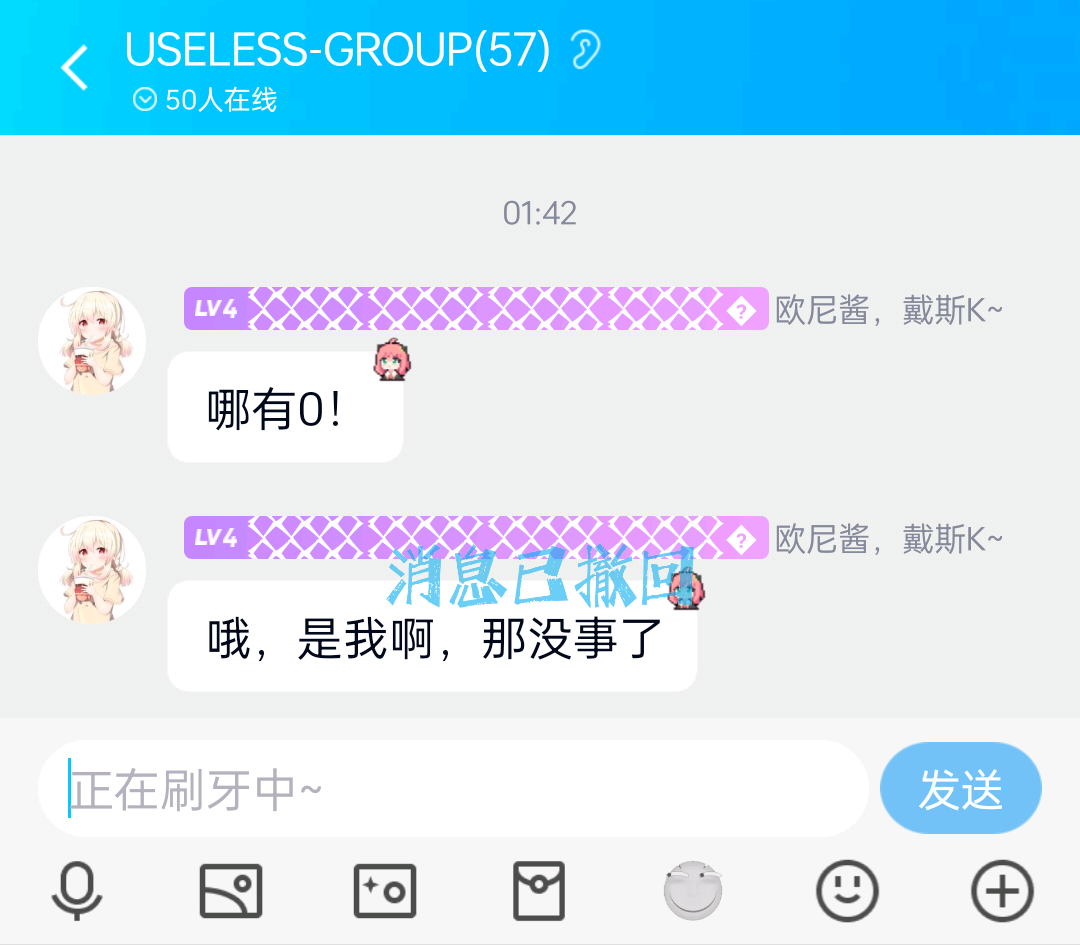 USELESS-GROUP(57)
50人在线
01:42
LV4 ? 欧尼酱，戴斯K~
哪有0！
LV4 ? 欧尼酱，戴斯K~
消息已撤回
哦，是我啊，那没事了
正在刷牙中~
发送